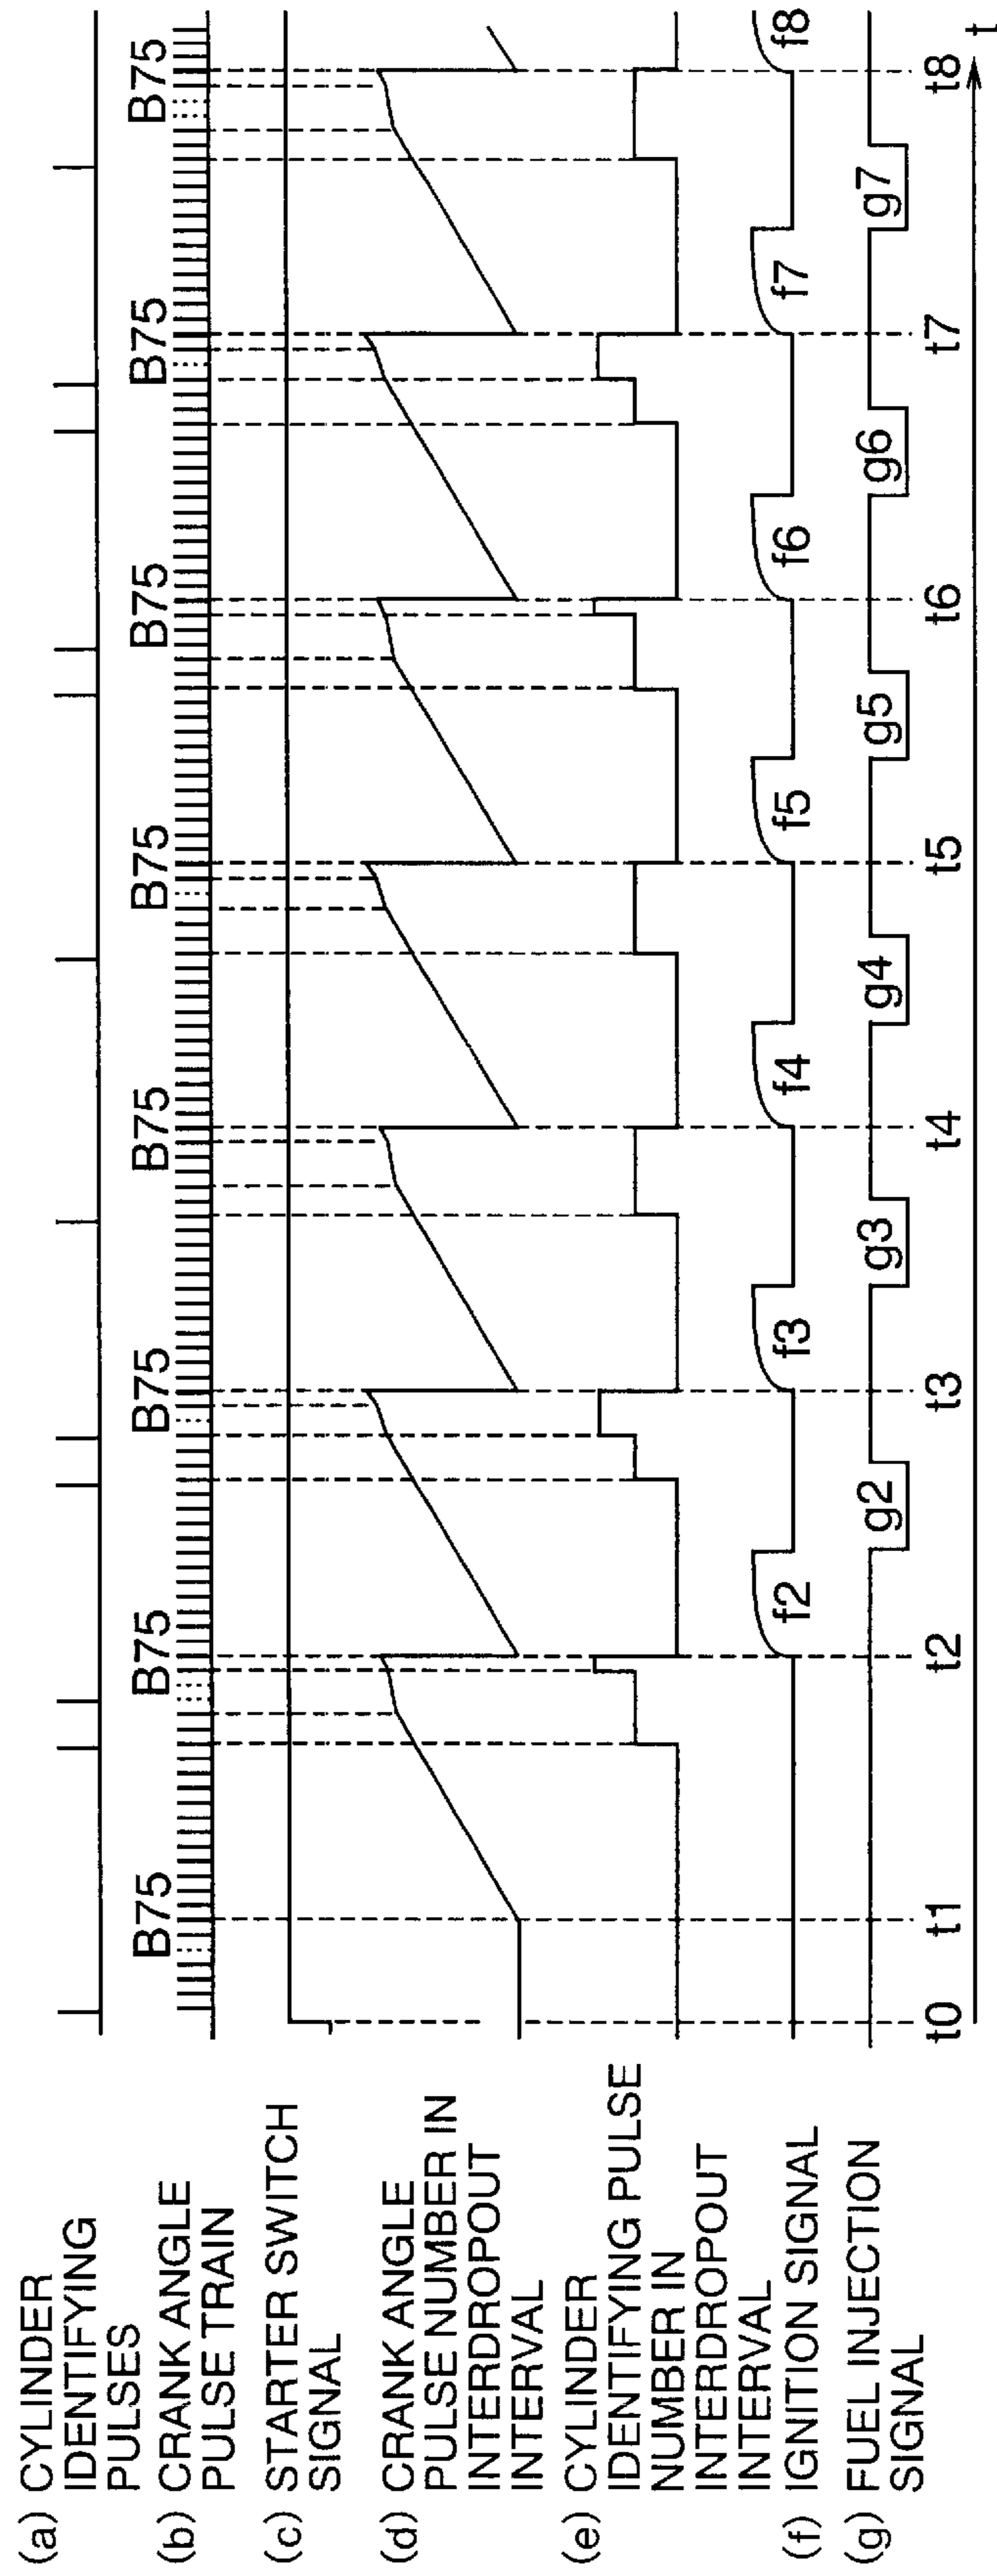 (a) CYLINDER
IDENTIFYING
PULSES
(b) CRANK ANGLE
PULSE TRAIN
(c) STARTER SWITCH
SIGNAL
(d) CRANK ANGLE
PULSE NUMBER IN
INTERDROPOUT
INTERVAL
(e) CYLINDER
IDENTIFYING PULSE
NUMBER IN
INTERDROPOUT
INTERVAL
(f) IGNITION SIGNAL
(g) FUEL INJECTION
SIGNAL
B75 B75 B75 B75 B75 B75 B75 B75
f2 f3 f4 f5 f6 f7 f8
g2 g3 g4 g5 g6 g7
t0 t1 t2 t3 t4 t5 t6 t7 t8 t